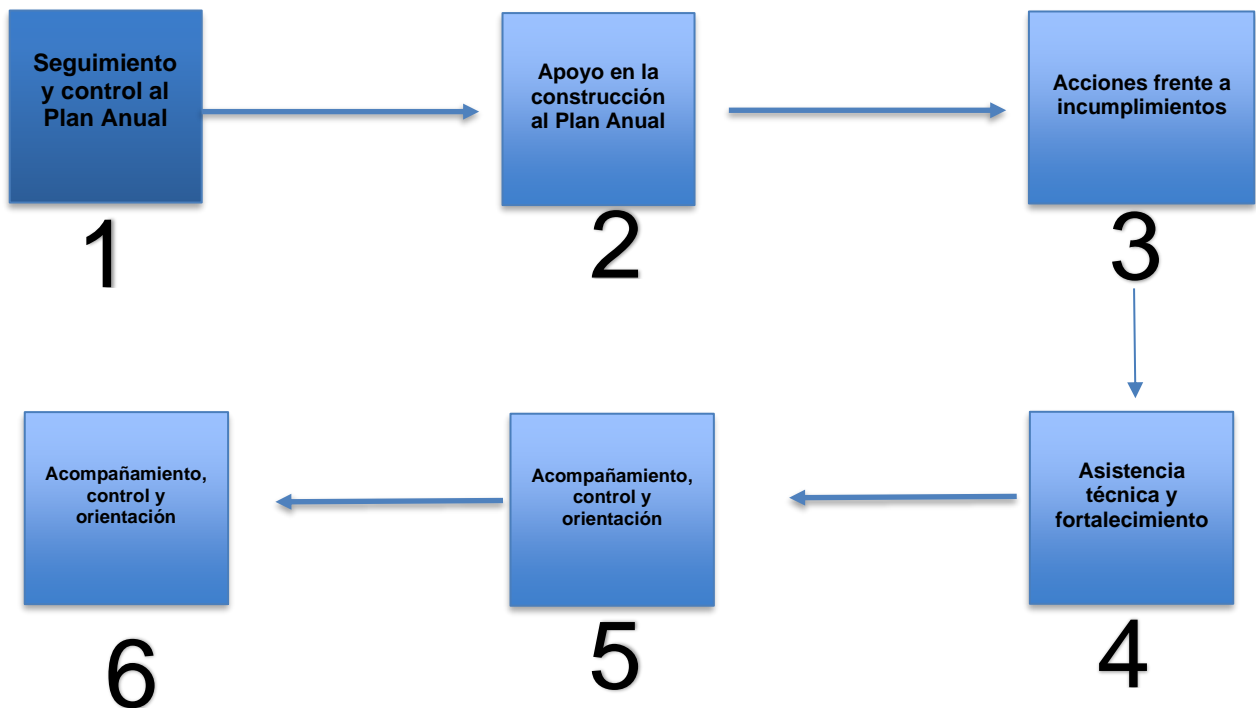 Seguimiento
y control al
Plan Anual
1
Apoyo en la
construcción
al Plan Anual
2
Acciones frente a
incumplimientos
3
Asistencia
técnica y
fortalecimiento
4
Acompañamiento,
control y
orientación
5
Acompañamiento,
control y
orientación
6